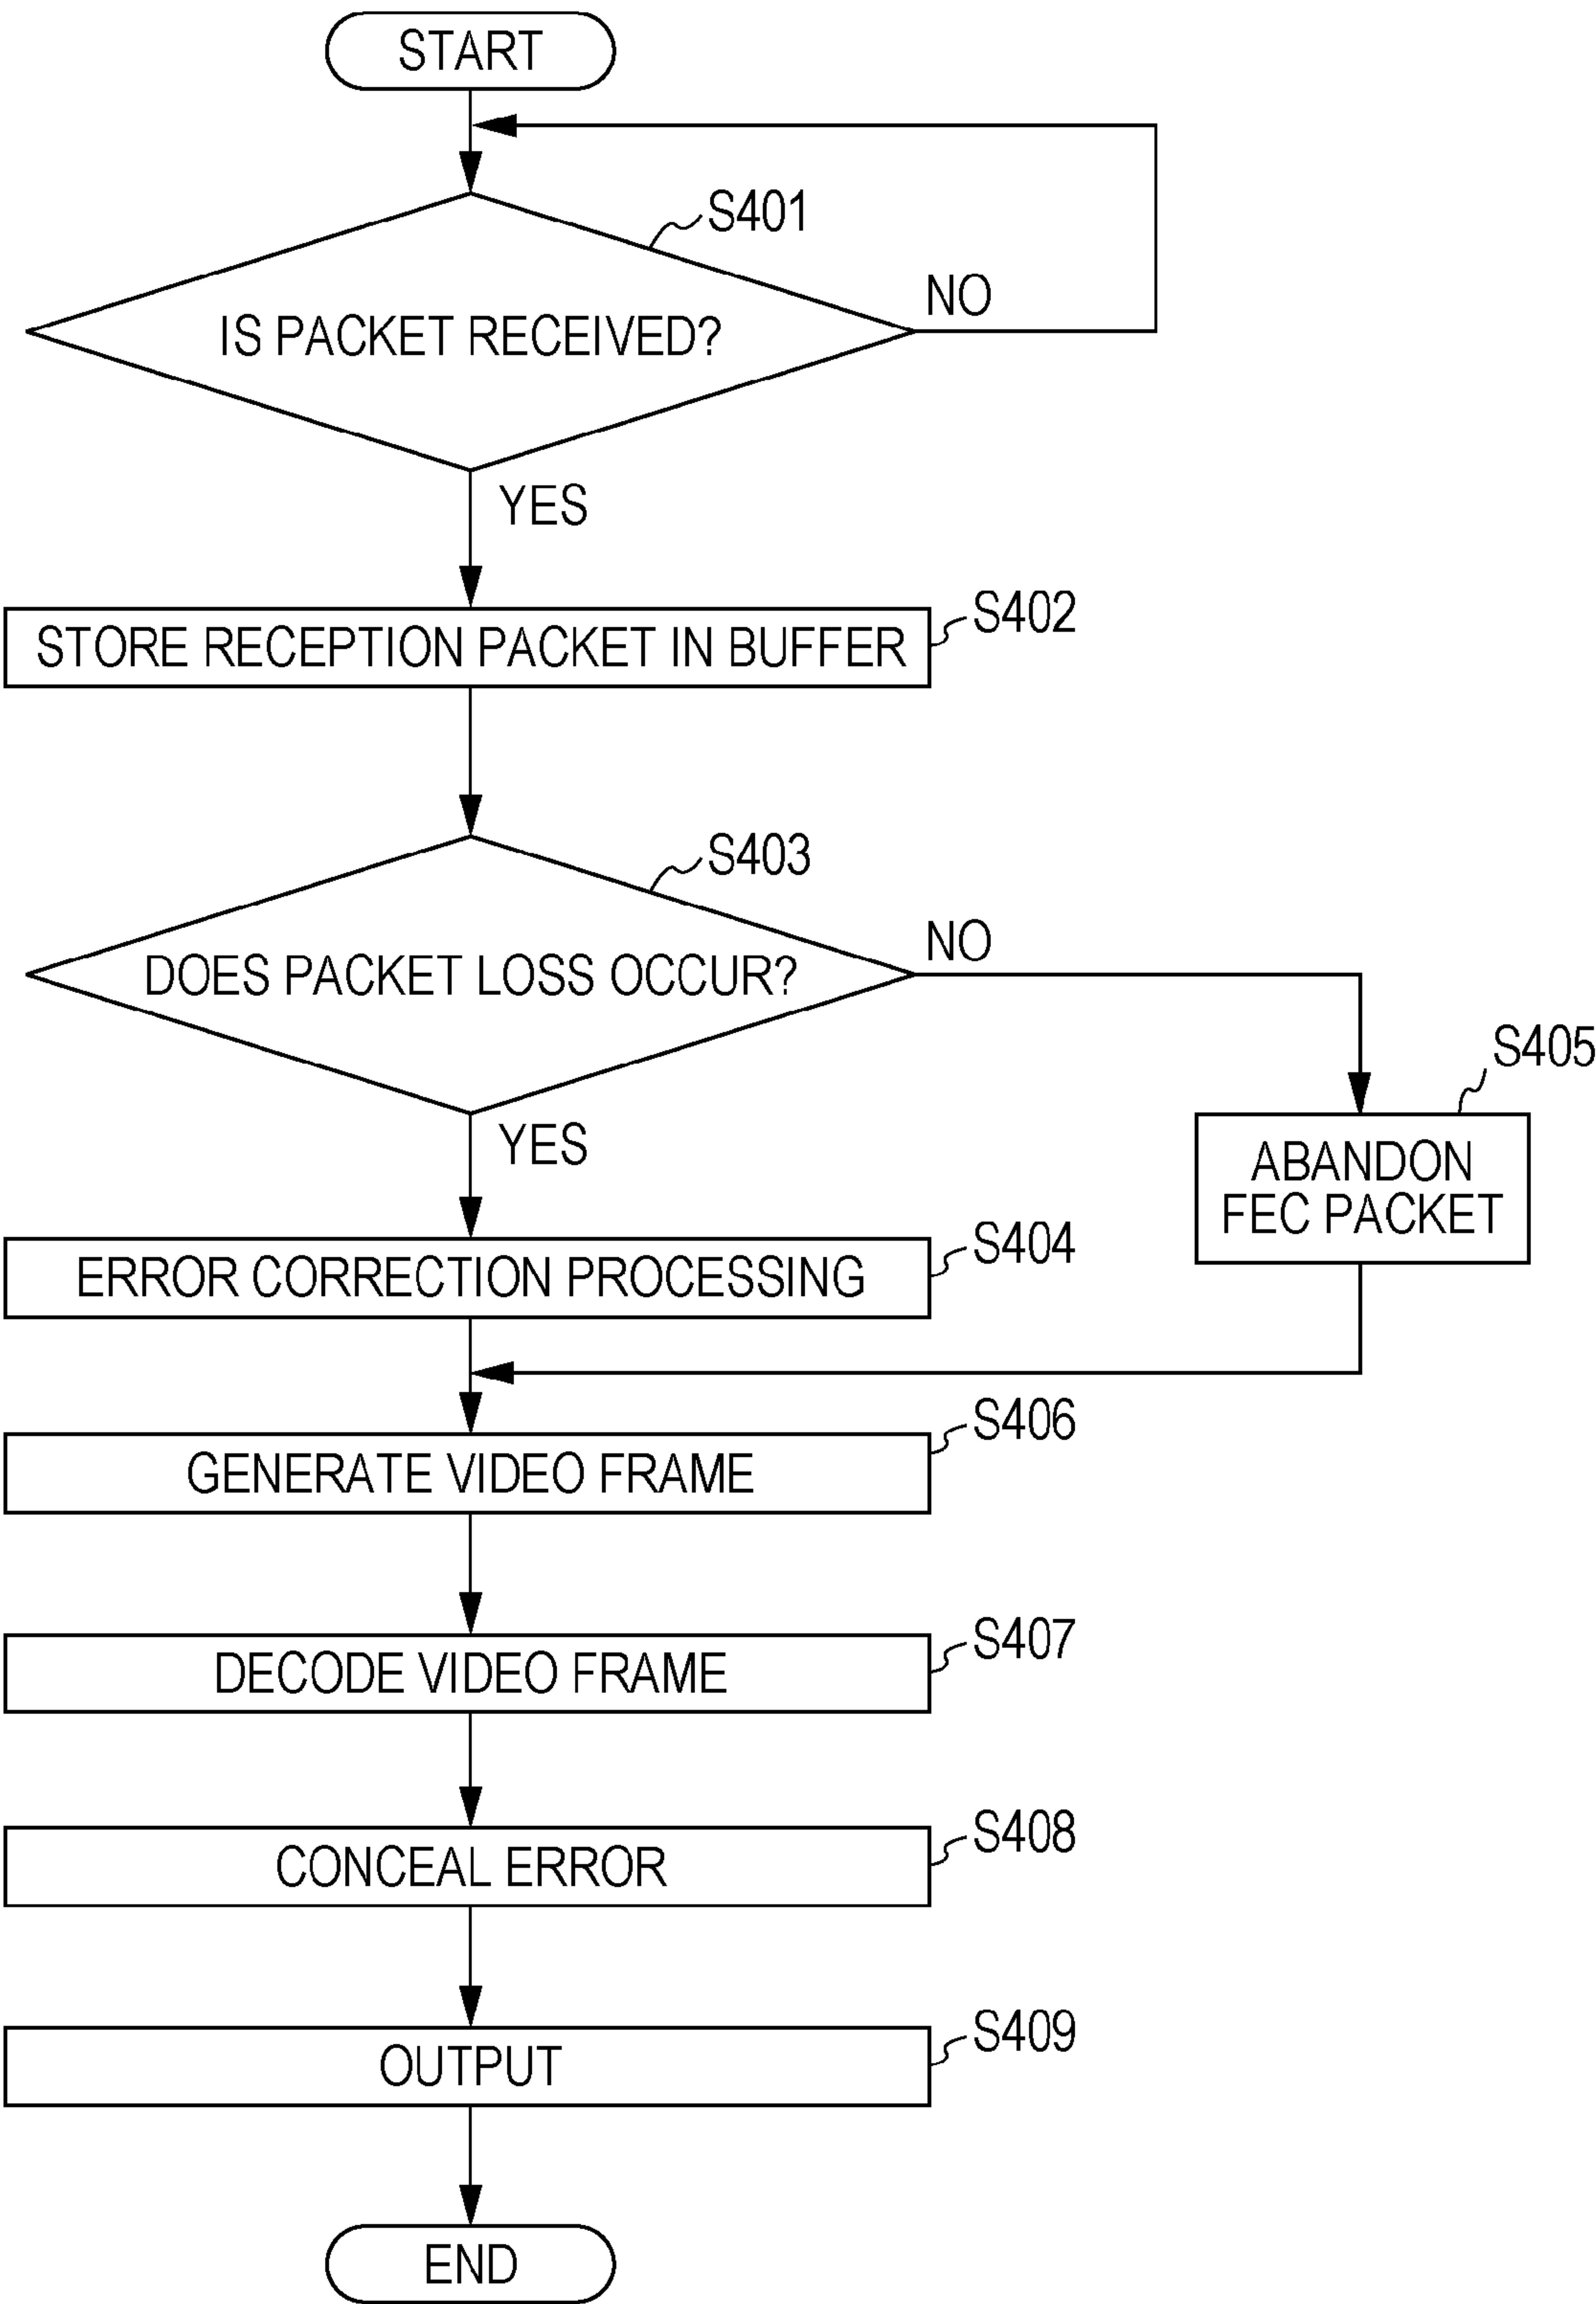 START
S401
NO
IS PACKET RECEIVED?
YES
S402
STORE RECEPTION PACKET IN BUFFER
S403
NO
DOES PACKET LOSS OCCUR?
S405
YES
ABANDON
FEC PACKET
S404
ERROR CORRECTION PROCESSING
S406
GENERATE VIDEO FRAME
S407
DECODE VIDEO FRAME
S408
CONCEAL ERROR
S409
OUTPUT
END